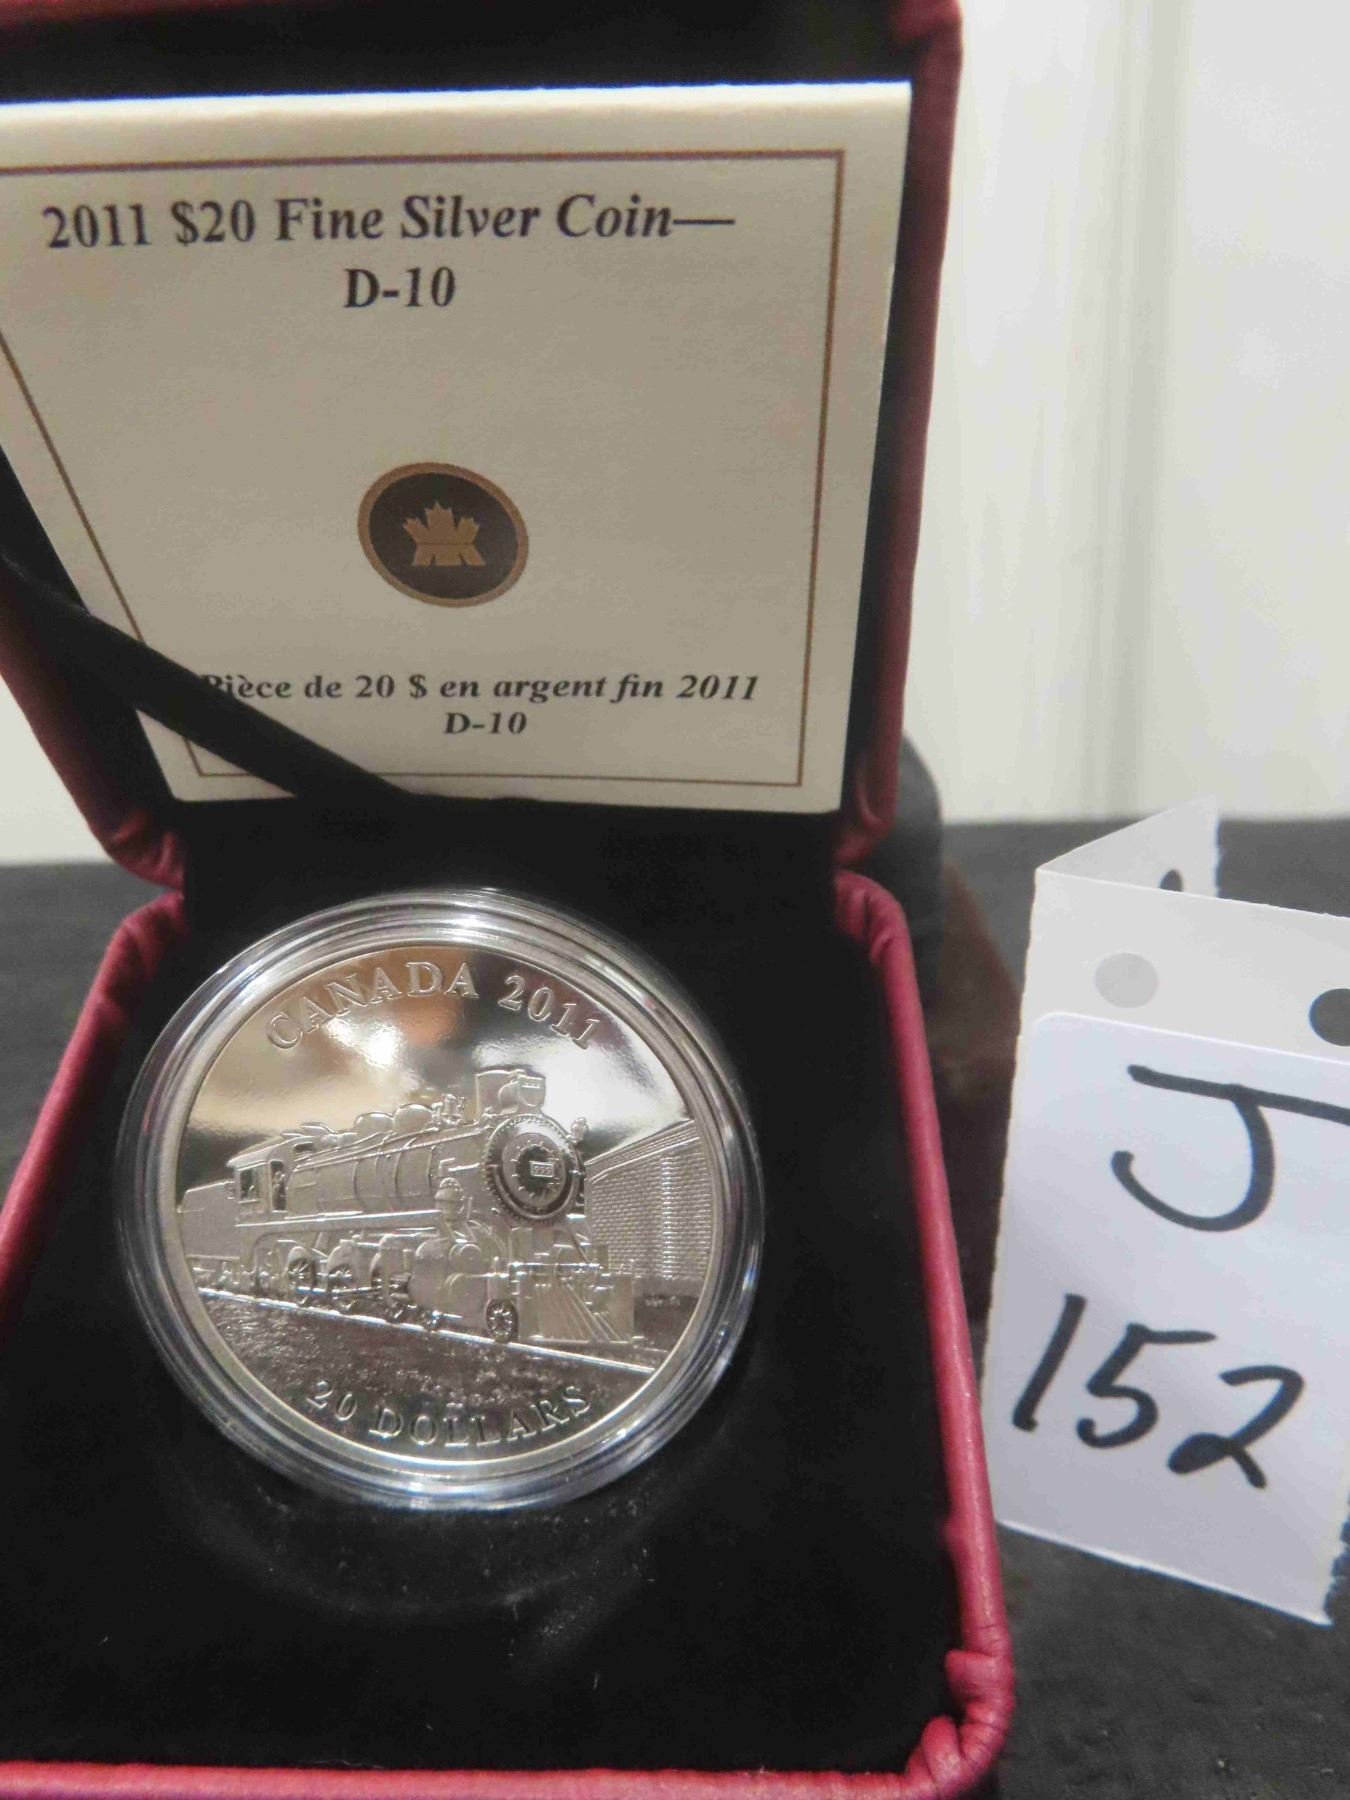 2011 $20 Fine Silver Coin—
D-10
Pièce de 20 $ en argent fin 2011
D-10
CANADA 2011
20 DOLLARS
J
152